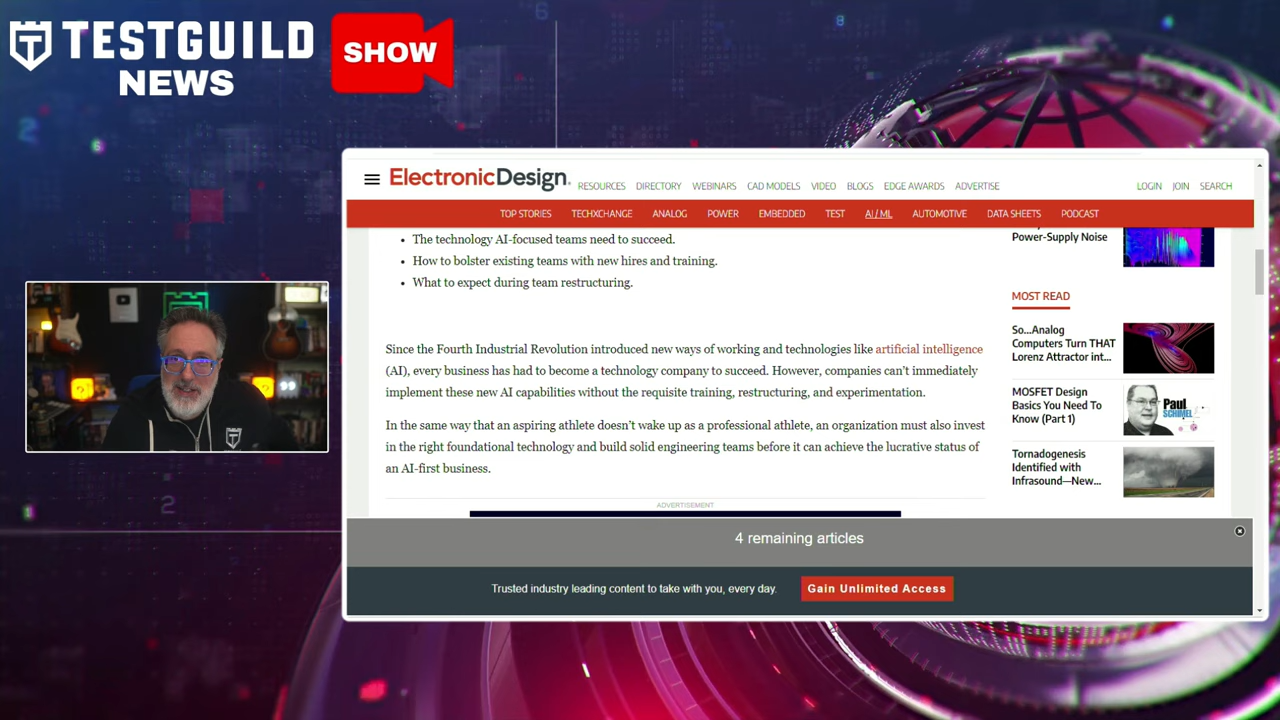 TESTGUILD
NEWS
SHOW
ElectronicDesign.
RESOURCES DIRECTORY WEBINARS CAD MODELS VIDEO BLOGS EDGE AWARDS ADVERTISE
LOGIN JOIN SEARCH
TOP STORIES TECHXCHANGE ANALOG POWER EMBEDDED TEST AI / ML AUTOMOTIVE DATA SHEETS PODCAST
• The technology AI-focused teams need to succeed.
• How to bolster existing teams with new hires and training.
• What to expect during team restructuring.
Since the Fourth Industrial Revolution introduced new ways of working and technologies like artificial intelligence
(AI), every business has had to become a technology company to succeed. However, companies can't immediately
implement these new AI capabilities without the requisite training, restructuring, and experimentation.
In the same way that an aspiring athlete doesn't wake up as a professional athlete, an organization must also invest
in the right foundational technology and build solid engineering teams before it can achieve the lucrative status of
an AI-first business.
ADVERTISEMENT
Power-Supply Noise
MOST READ
So...Analog
Computers Turn THAT
Lorenz Attractor int...
MOSFET Design
Basics You Need To
Know (Part 1)
Paul
SCHIMEL
Tornadogenesis
Identified with
Infrasound—New...
4 remaining articles
Trusted industry leading content to take with you, every day.
Gain Unlimited Access